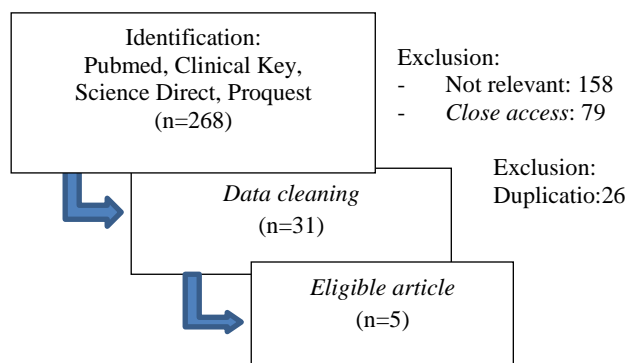 Identification:
Pubmed, Clinical Key,
Science Direct, Proquest
(n=268)
Exclusion:
- Not relevant: 158
- Close access: 79
Exclusion:
Duplicatio:26
Data cleaning
(n=31)
Eligible article
(n=5)